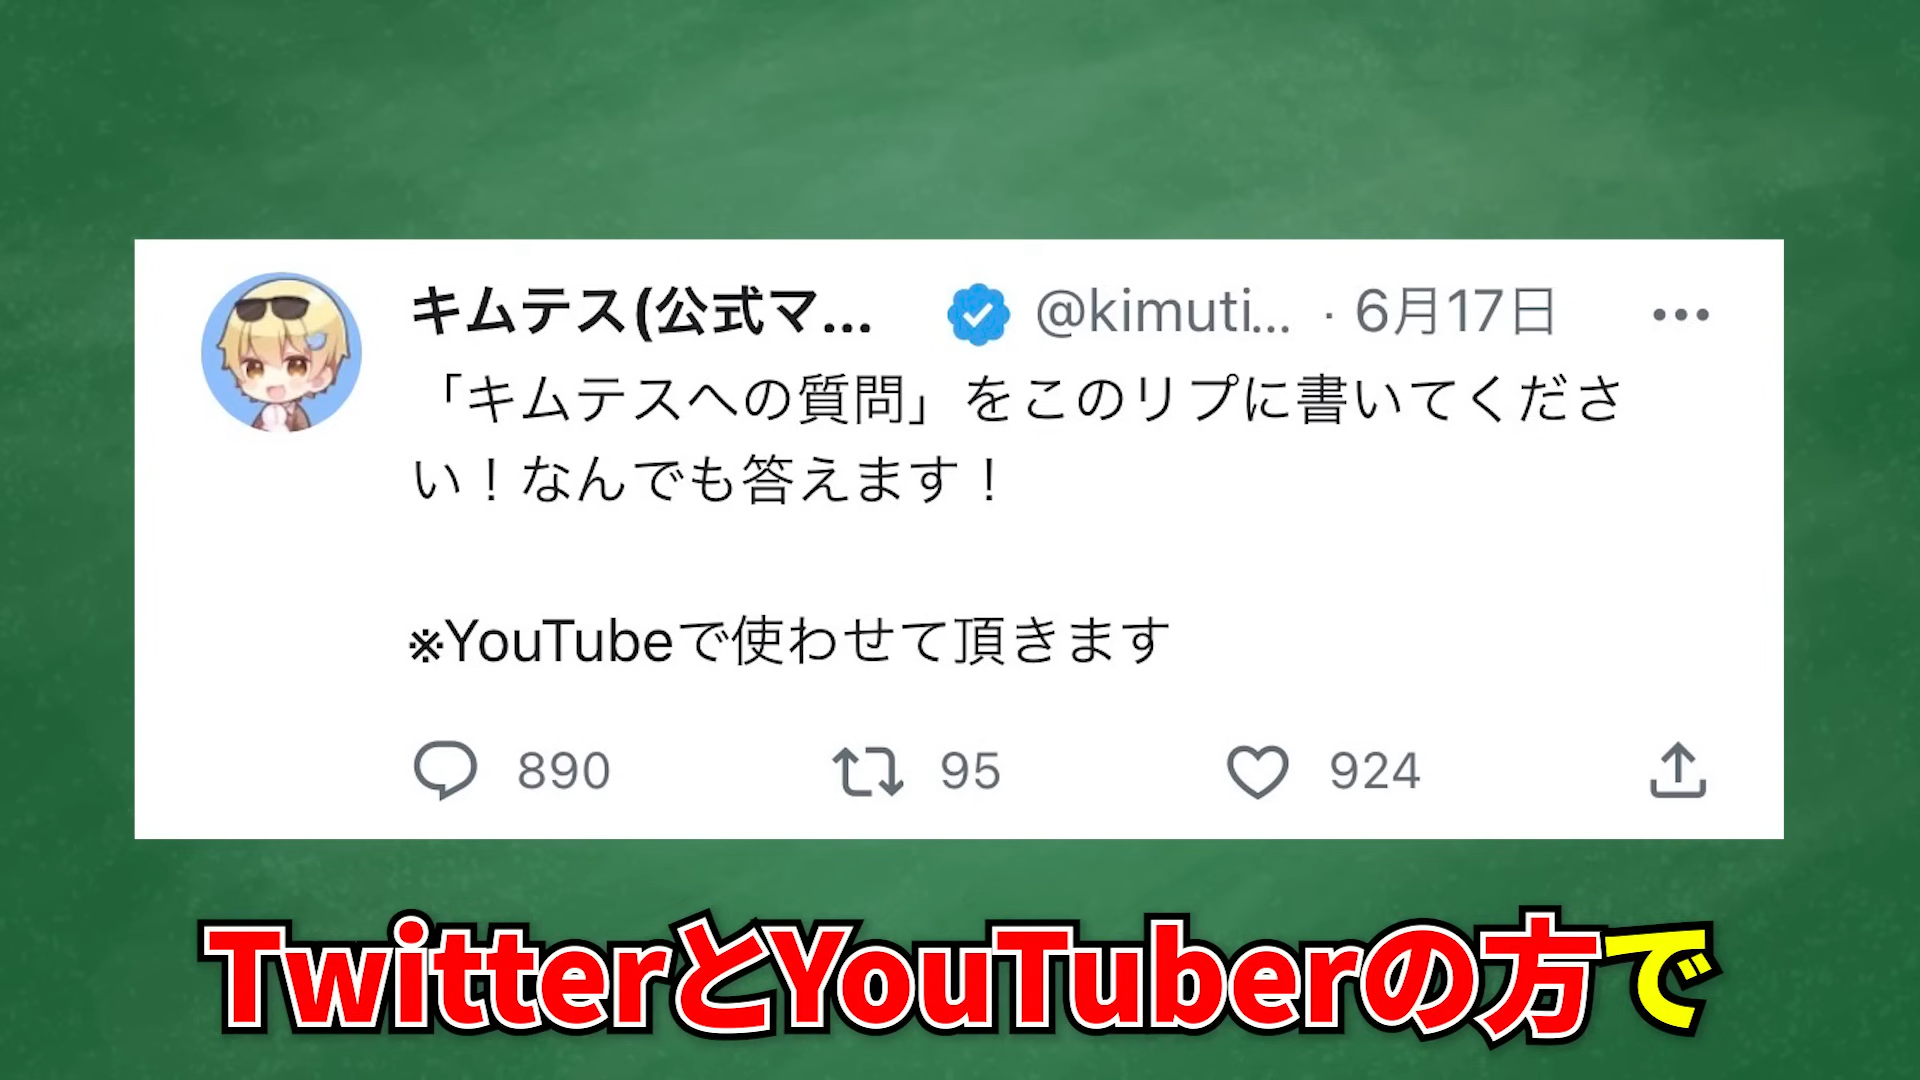 キムテス(公式マ... @kimuti... · 6月17日
「キムテスへの質問」をこのリプに書いてくださ
い！なんでも答えます！
※YouTubeで使わせて頂きます
890 95 924
TwitterとYouTuberの方で